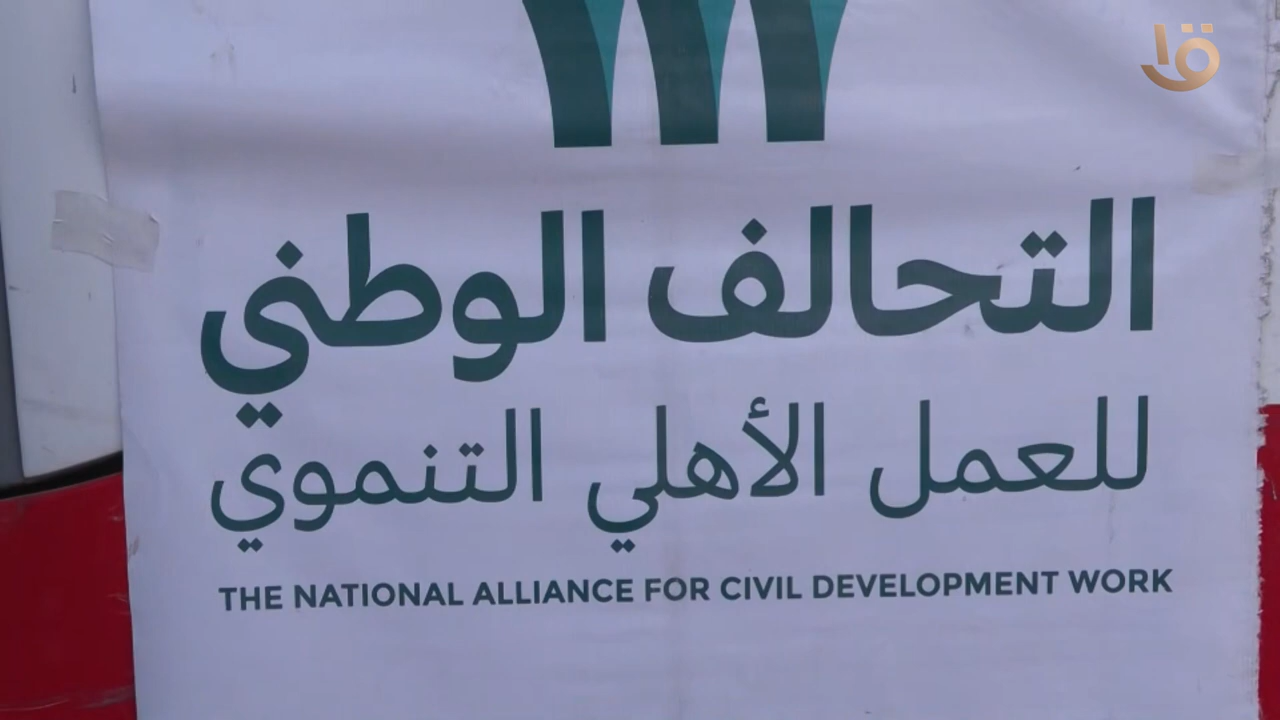 التحالف الوطني
للعمل الأهلي التنموي
THE NATIONAL ALLIANCE FOR CIVIL DEVELOPMENT WORK